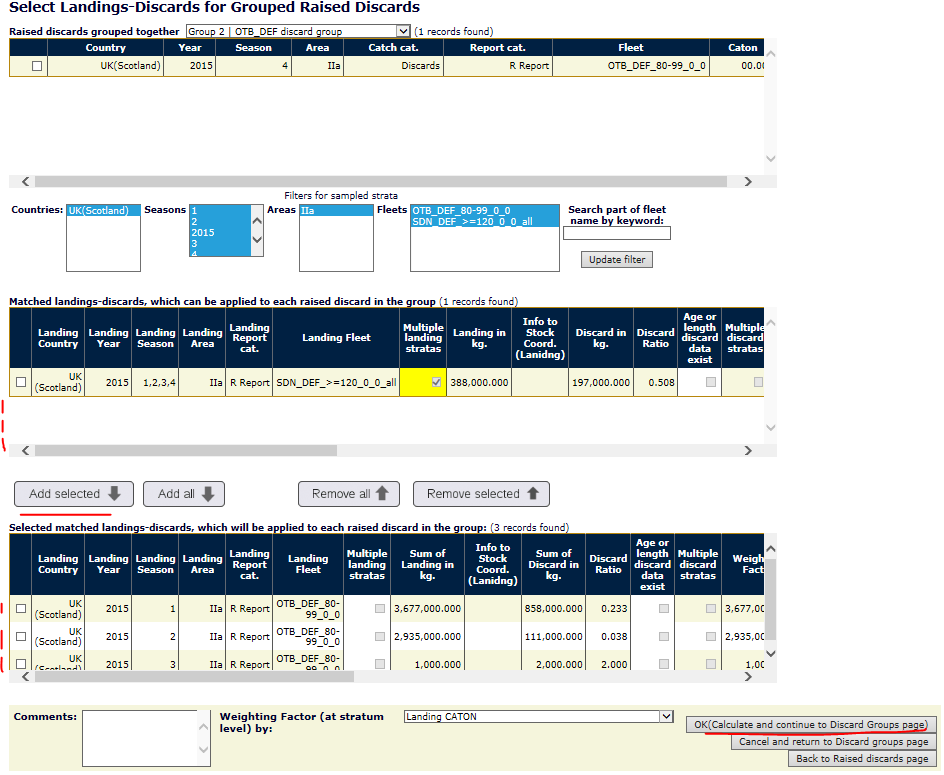 Select Landings-Discards for Grouped Raised Discards
Raised discards grouped together Group 2 | OTB_DEF discard group (1 records found)
Country Year Season Area Catch cat. Report cat. Fleet Caton
UK(Scotland) 2015 4 IIa Discards R Report OTB_DEF_80-99_0_0 00.00
Filters for sampled strata
Countries: UK(Scotland) Seasons 1 Areas IIa Fleets OTB_DEF_80-99_0_0 Search part of fleet
2 SDN_DEF_>=120_0_0_all name by keyword:
2015
3
4
Update filter
Matched landings-discards, which can be applied to each raised discard in the group (1 records found)
Landing Country Landing Year Landing Season Landing Area Landing Report cat. Landing Fleet Multiple landing stratas Landing in kg. Info to Stock Coord. (Lanidng) Discard in kg. Discard Ratio Age or length discard data exist Multiple discard stratas
UK (Scotland) 2015 1,2,3,4 IIa R Report SDN_DEF_>=120_0_0_all 388,000.000 197,000.000 0.508
Add selected Add all Remove all Remove selected
Selected matched landings-discards, which will be applied to each raised discard in the group: (3 records found)
Landing Country Landing Year Landing Season Landing Area Landing Report cat. Landing Fleet Multiple landing stratas Sum of Landing in kg. Info to Stock Coord. (Lanidng) Sum of Discard in kg. Discard Ratio Age or length discard data exist Multiple discard stratas Weigh Fact
UK (Scotland) 2015 1 IIa R Report OTB_DEF_80-99_0_0 3,677,000.000 858,000.000 0.233 3,677,00
UK (Scotland) 2015 2 IIa R Report OTB_DEF_80-99_0_0 2,935,000.000 111,000.000 0.038 2,935,00
UK (Scotland) 2015 3 IIa R Report OTB_DEF_80-99_0_0 1,000.000 2,000.000 2.000 1,00
Comments: Weighting Factor (at stratum level) by: Landing CATON
OK(Calculate and continue to Discard Groups page)
Cancel and return to Discard groups page
Back to Raised discards page